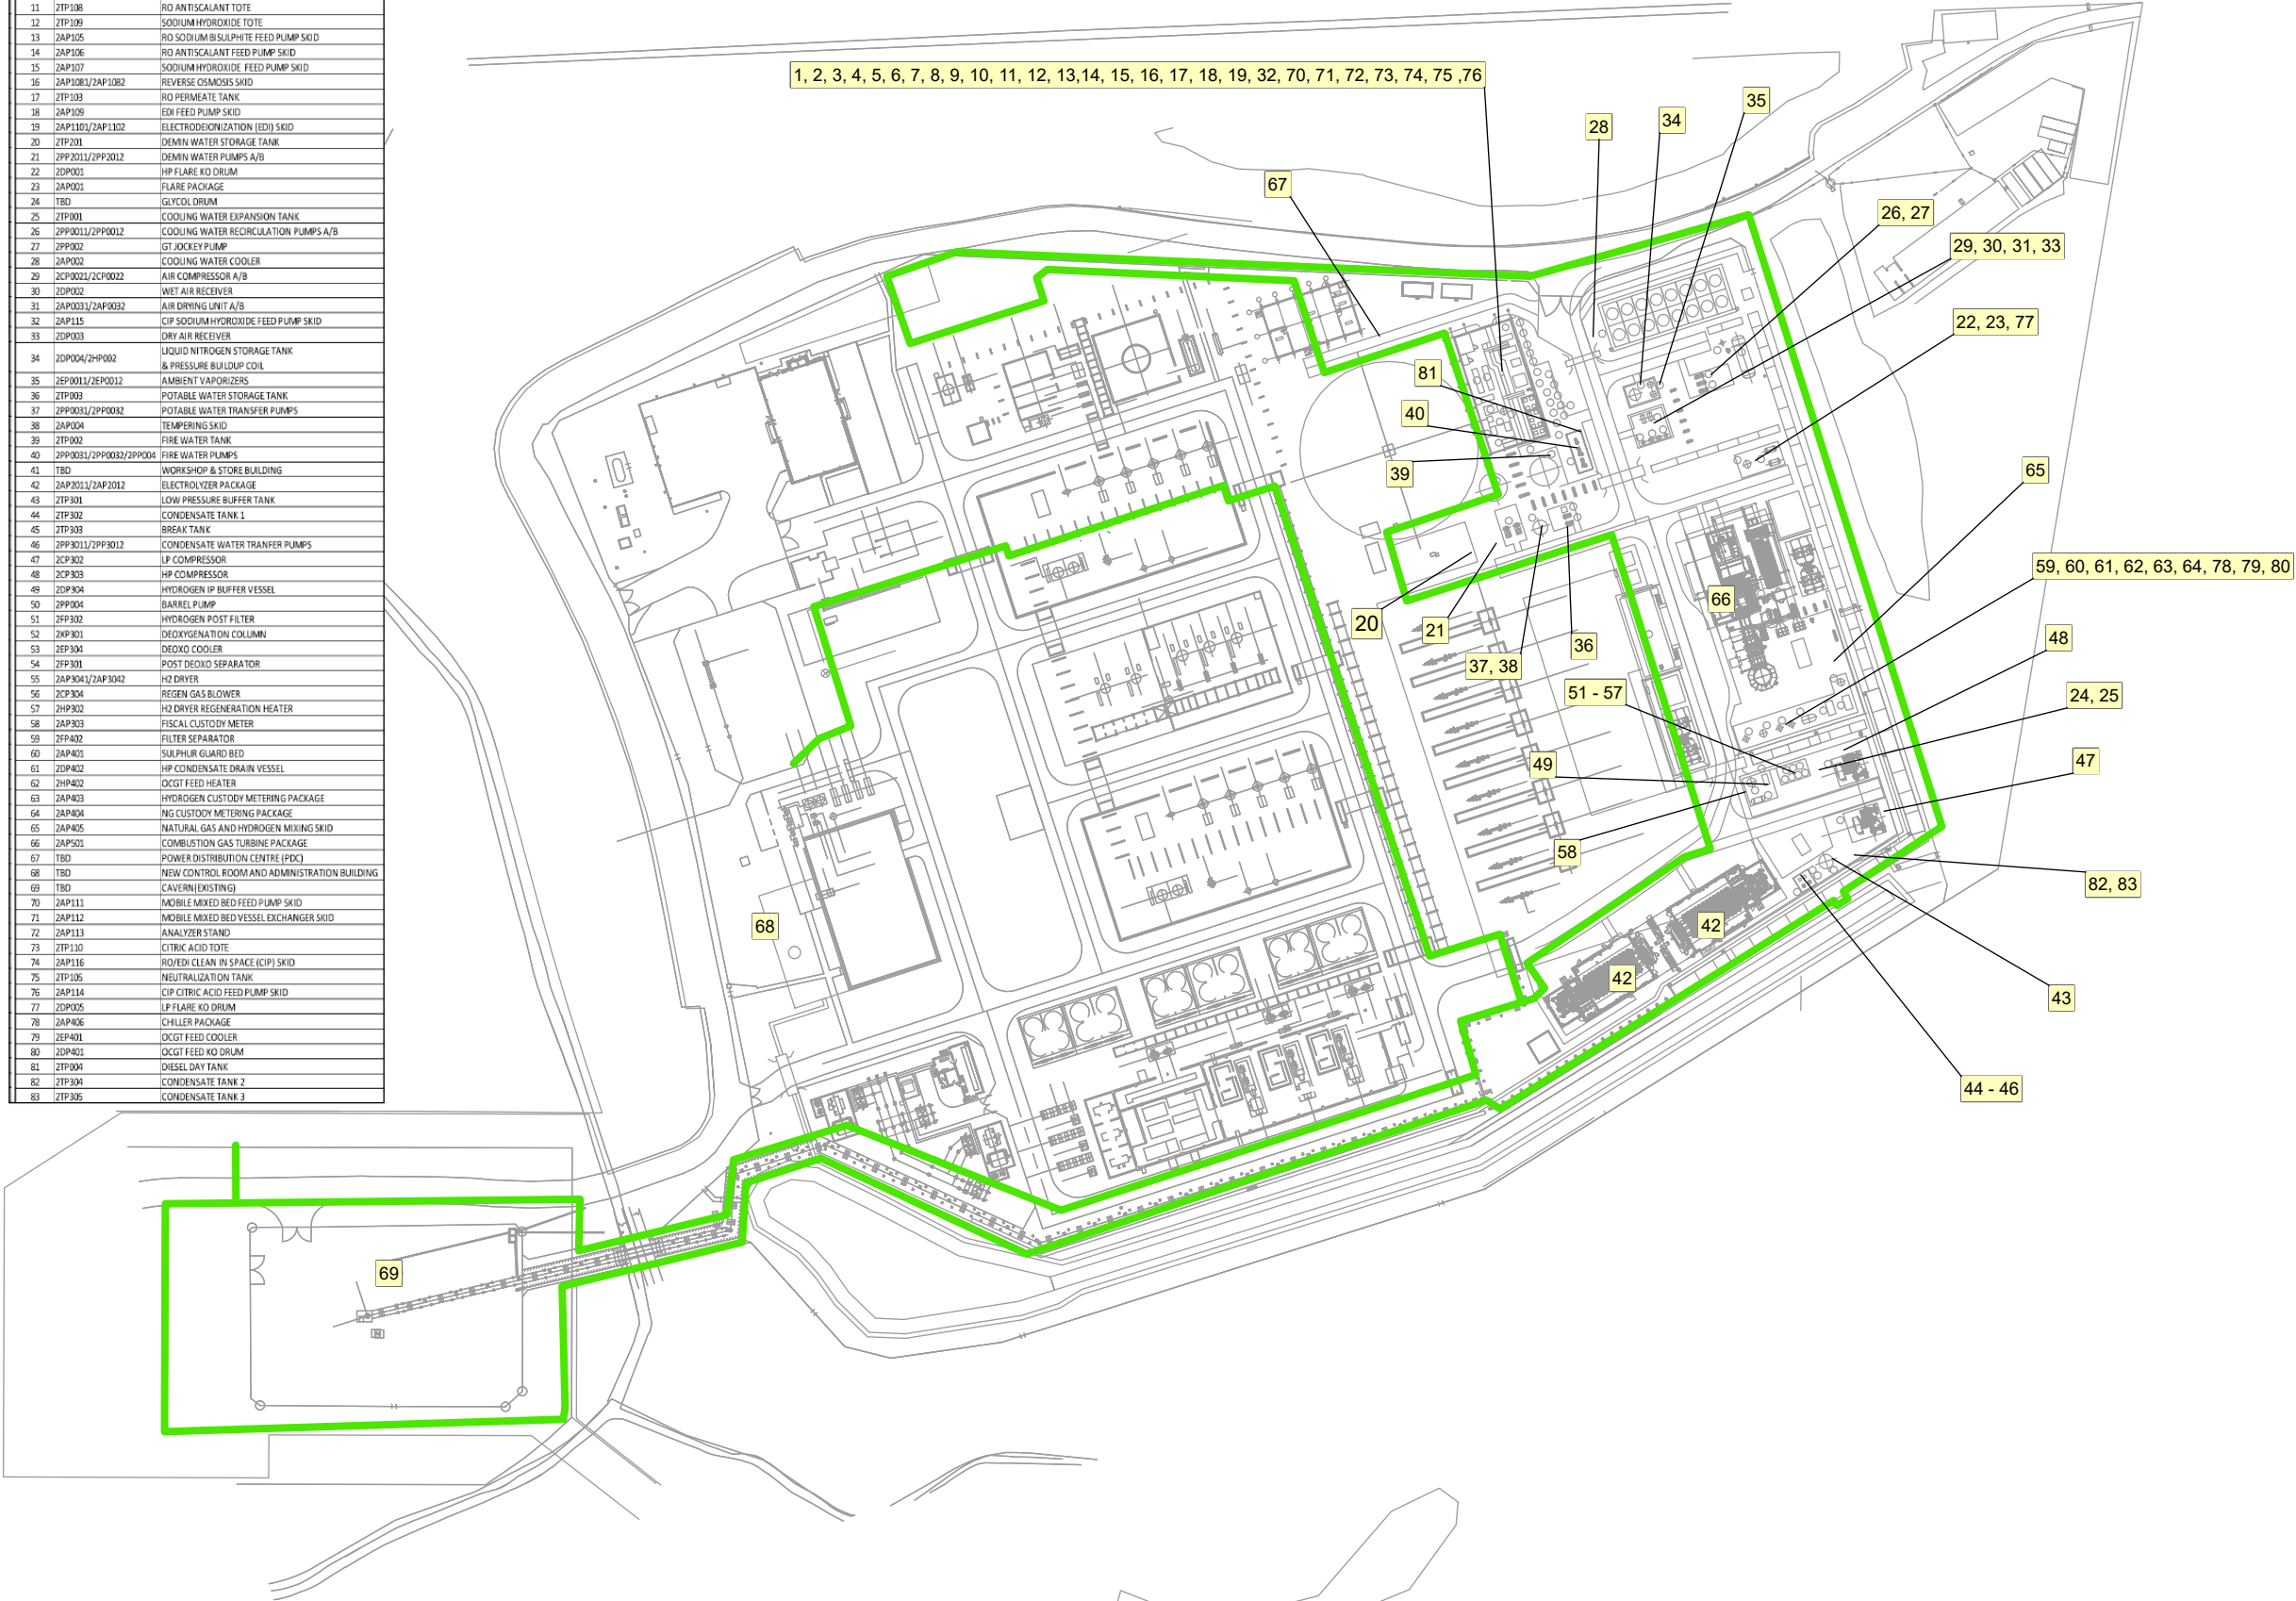 11 2TP108 RO ANTISCALANT TOTE
12 2TP109 SODIUM HYDROXIDE TOTE
13 2AP105 RO SODIUM BISULPHITE FEED PUMP SKID
14 2AP106 RO ANTISCALANT FEED PUMP SKID
15 2AP107 SODIUM HYDROXIDE FEED PUMP SKID
16 2AP1081/2AP1082 REVERSE OSMOSIS SKID
17 2TP103 RO PERMEATE TANK
18 2AP109 EDI FEED PUMP SKID
19 2AP1101/2AP1102 ELECTRODEIONIZATION (EDI) SKID
20 2TP201 DEMIN WATER STORAGE TANK
21 2PP2011/2PP2012 DEMIN WATER PUMPS A/B
22 2DP001 HP FLARE KO DRUM
23 2AP001 FLARE PACKAGE
24 TBD GLYCOL DRUM
25 2TP001 COOLING WATER EXPANSION TANK
26 2PP0011/2PP0012 COOLING WATER RECIRCULATION PUMPS A/B
27 2PP002 GT JOCKEY PUMP
28 2AP002 COOLING WATER COOLER
29 2CP0021/2CP0022 AIR COMPRESSOR A/B
30 2DP002 WET AIR RECEIVER
31 2AP0031/2AP0032 AIR DRYING UNIT A/B
32 2AP115 CIP SODIUM HYDROXIDE FEED PUMP SKID
33 2DP003 DRY AIR RECEIVER
34 2DP004/2HP002 LIQUID NITROGEN STORAGE TANK
& PRESSURE BUILDUP COIL
35 2EP0011/2EP0012 AMBIENT VAPORIZERS
36 2TP003 POTABLE WATER STORAGE TANK
37 2PP0031/2PP0032 POTABLE WATER TRANSFER PUMPS
38 2AP004 TEMPERING SKID
39 2TP002 FIRE WATER TANK
40 2PP0031/2PP0032/2PP004 FIRE WATER PUMPS
41 TBD WORKSHOP & STORE BUILDING
42 2AP2011/2AP2012 ELECTROLYZER PACKAGE
43 2TP301 LOW PRESSURE BUFFER TANK
44 2TP302 CONDENSATE TANK 1
45 2TP303 BREAK TANK
46 2PP3011/2PP3012 CONDENSATE WATER TRANFER PUMPS
47 2CP302 LP COMPRESSOR
48 2CP303 HP COMPRESSOR
49 2DP304 HYDROGEN IP BUFFER VESSEL
50 2PP004 BARREL PUMP
51 2FP302 HYDROGEN POST FILTER
52 2XP301 DEOXYGENATION COLUMN
53 2EP304 DEOXO COOLER
54 2FP301 POST DEOXO SEPARATOR
55 2AP3041/2AP3042 H2 DRYER
56 2CP304 REGEN GAS BLOWER
57 2HP302 H2 DRYER REGENERATION HEATER
58 2AP303 FISCAL CUSTODY METER
59 2FP402 FILTER SEPARATOR
60 2AP401 SULPHUR GUARD BED
61 2DP402 HP CONDENSATE DRAIN VESSEL
62 2HP402 OCGT FEED HEATER
63 2AP403 HYDROGEN CUSTODY METERING PACKAGE
64 2AP404 NG CUSTODY METERING PACKAGE
65 2AP405 NATURAL GAS AND HYDROGEN MIXING SKID
66 2AP501 COMBUSTION GAS TURBINE PACKAGE
67 TBD POWER DISTRIBUTION CENTRE (PDC)
68 TBD NEW CONTROL ROOM AND ADMINISTRATION BUILDING
69 TBD CAVERN(EXISTING)
70 2AP111 MOBILE MIXED BED FEED PUMP SKID
71 2AP112 MOBILE MIXED BED VESSEL EXCHANGER SKID
72 2AP113 ANALYZER STAND
73 2TP110 CITRIC ACID TOTE
74 2AP116 RO/EDI CLEAN IN SPACE (CIP) SKID
75 2TP105 NEUTRALIZATION TANK
76 2AP114 CIP CITRIC ACID FEED PUMP SKID
77 2DP005 LP FLARE KO DRUM
78 2AP406 CHILLER PACKAGE
79 2EP401 OCGT FEED COOLER
80 2DP401 OCGT FEED KO DRUM
81 2TP004 DIESEL DAY TANK
82 2TP304 CONDENSATE TANK 2
83 2TP305 CONDENSATE TANK 3
1, 2, 3, 4, 5, 6, 7, 8, 9, 10, 11, 12, 13,14, 15, 16, 17, 18, 19, 32, 70, 71, 72, 73, 74, 75 ,76
35
34
28
67
26, 27
29, 30, 31, 33
22, 23, 77
81
40
39
65
59, 60, 61, 62, 63, 64, 78, 79, 80
66
20
21
36
37, 38
48
51 - 57
24, 25
49
47
58
82, 83
68
42
42
43
44 - 46
69